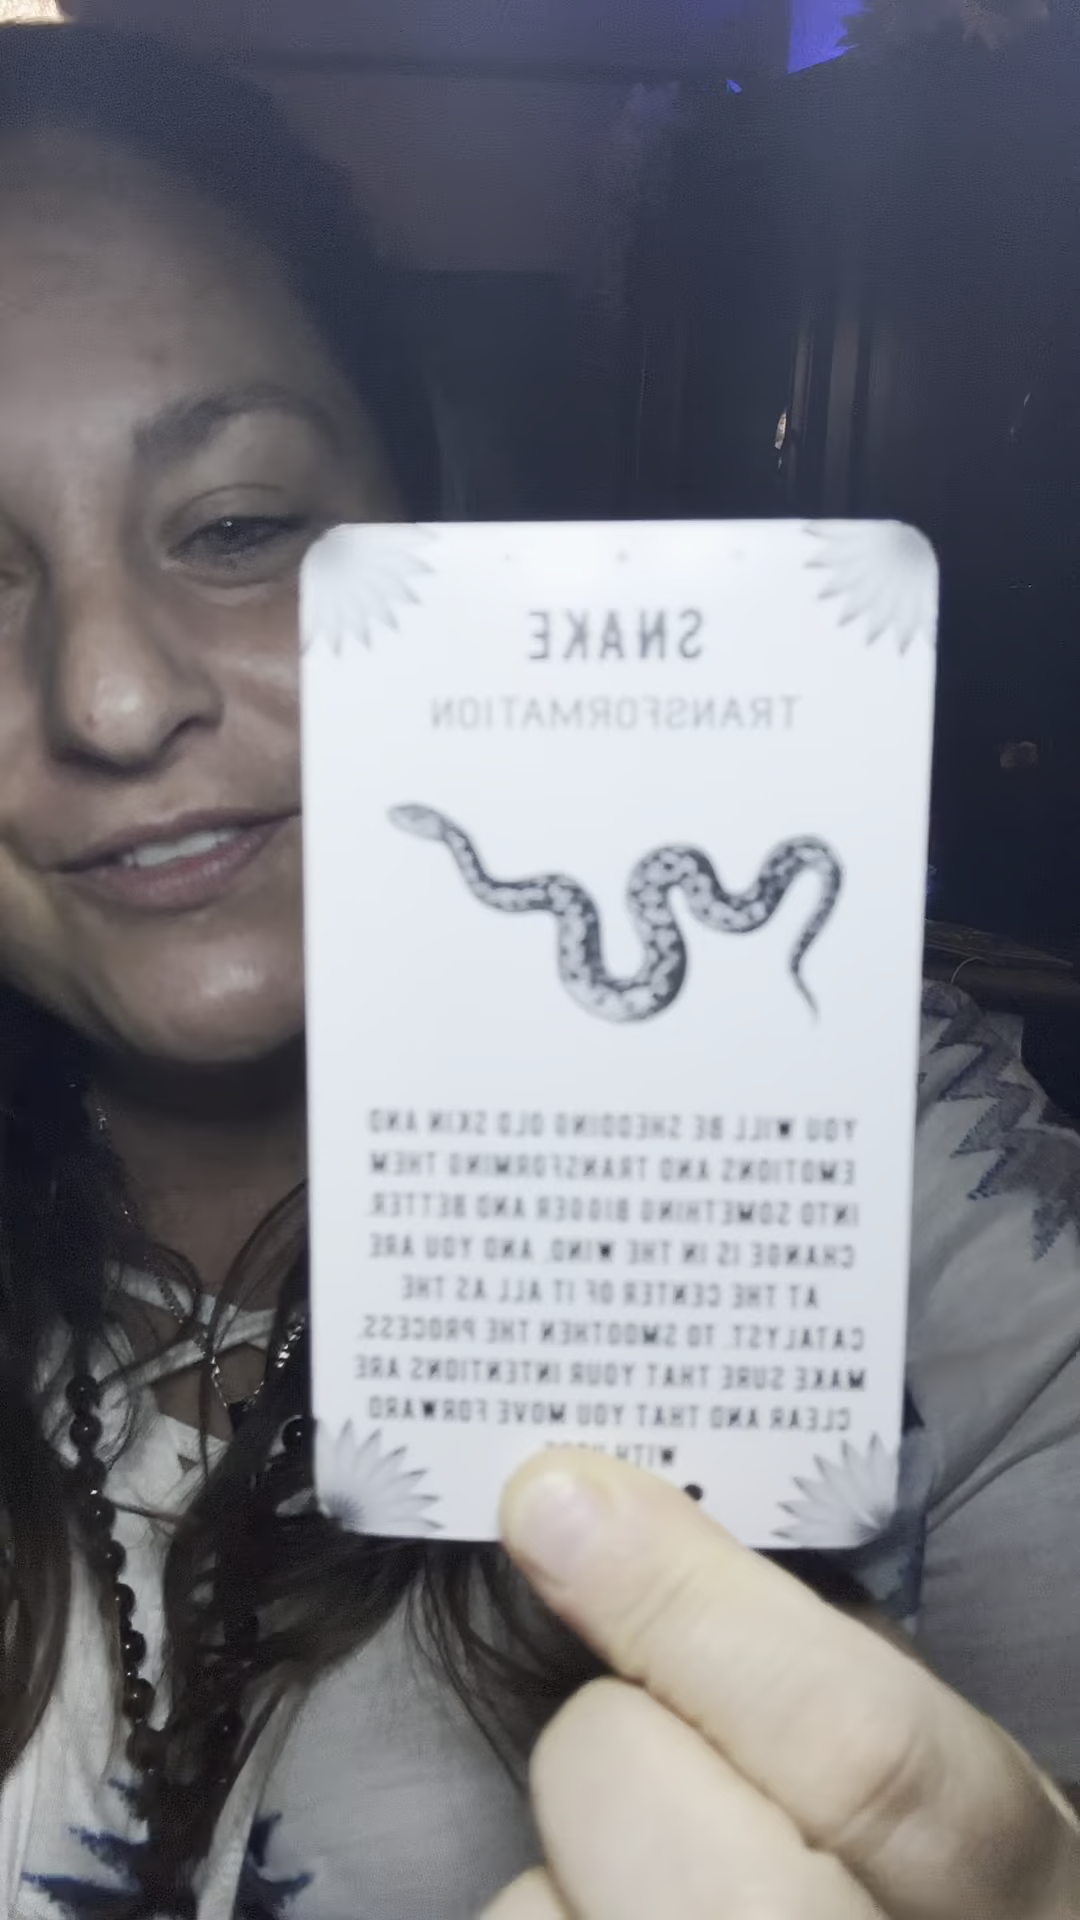 SNAKE
TRANSFORMATION
YOU WILL BE SHEDDING OLD SKIN AND
EMOTIONS AND TRANSFORMING THEM
INTO SOMETHING BIGGER AND BETTER.
CHANGE IS IN THE WIND, AND YOU ARE
AT THE CENTER OF IT ALL AS THE
CATALYST. TO SMOOTHEN THE PROCESS,
MAKE SURE THAT YOUR INTENTIONS ARE
CLEAR AND THAT YOU MOVE FORWARD
WITH